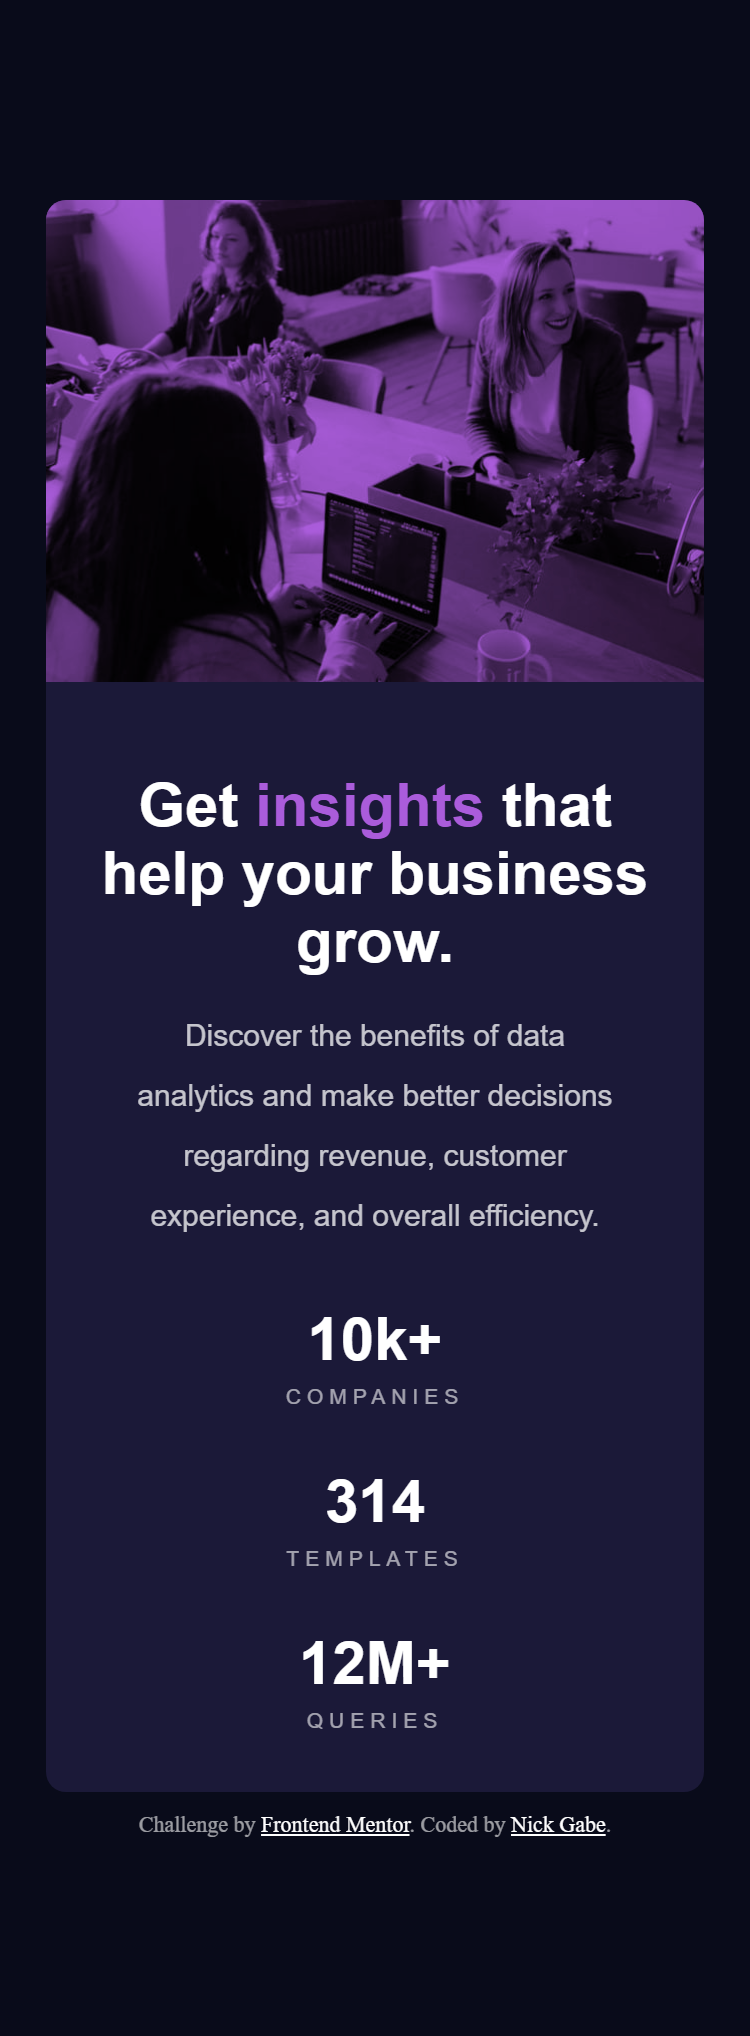 Get insights that
help your business
grow.
Discover the benefits of data
analytics and make better decisions
regarding revenue, customer
experience, and overall efficiency.
10k+
COMPANIES
314
TEMPLATES
12M+
QUERIES
Challenge by Frontend Mentor. Coded by Nick Gabe.